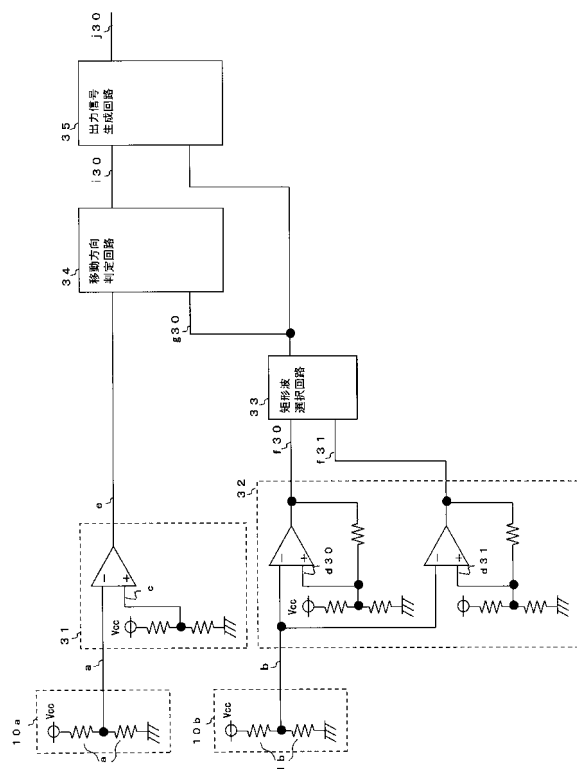 10a
Vcc
a
a
31
Vcc
c
−
+
e
10b
Vcc
1b
b
32
Vcc
d30
−
+
Vcc
d31
−
+
f30
f31
33
矩形波
選択回路
g30
34
移動方向
判定回路
i30
35
出力信号
生成回路
j30